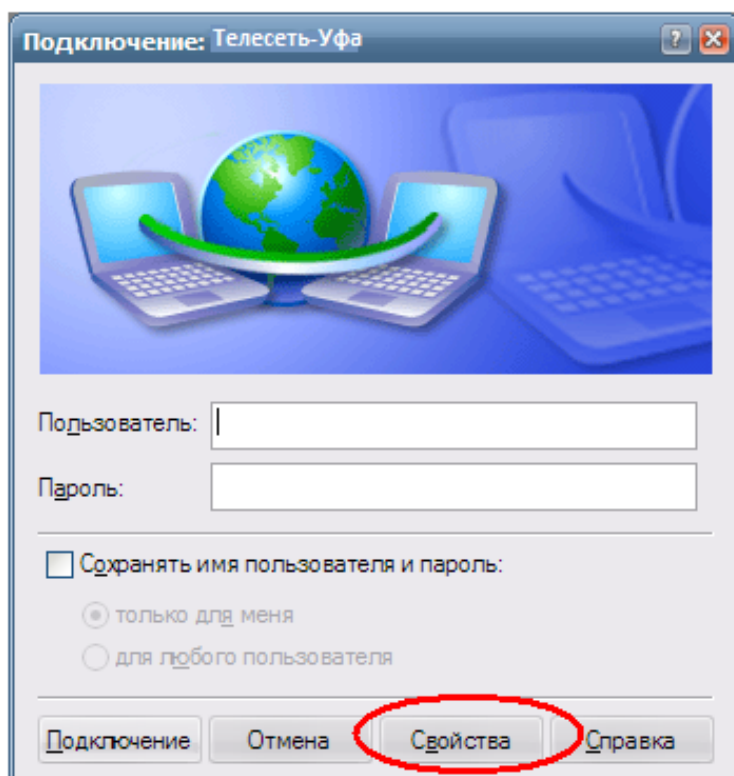 Подключение: Телесеть-Уфа
Пользователь:
Пароль:
Сохранять имя пользователя и пароль:
только для меня
для любого пользователя
Подключение Отмена Свойства Справка